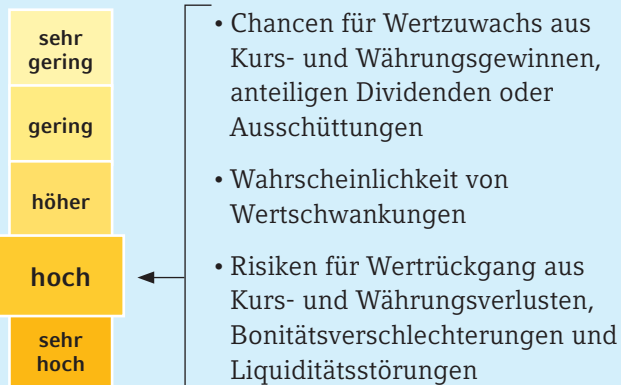 sehr
gering
gering
höher
hoch
sehr
hoch
• Chancen für Wertzuwachs aus
Kurs- und Währungsgewinnen,
anteiligen Dividenden oder
Ausschüttungen
• Wahrscheinlichkeit von
Wertschwankungen
• Risiken für Wertrückgang aus
Kurs- und Währungsverlusten,
Bonitätsverschlechterungen und
Liquiditätsstörungen